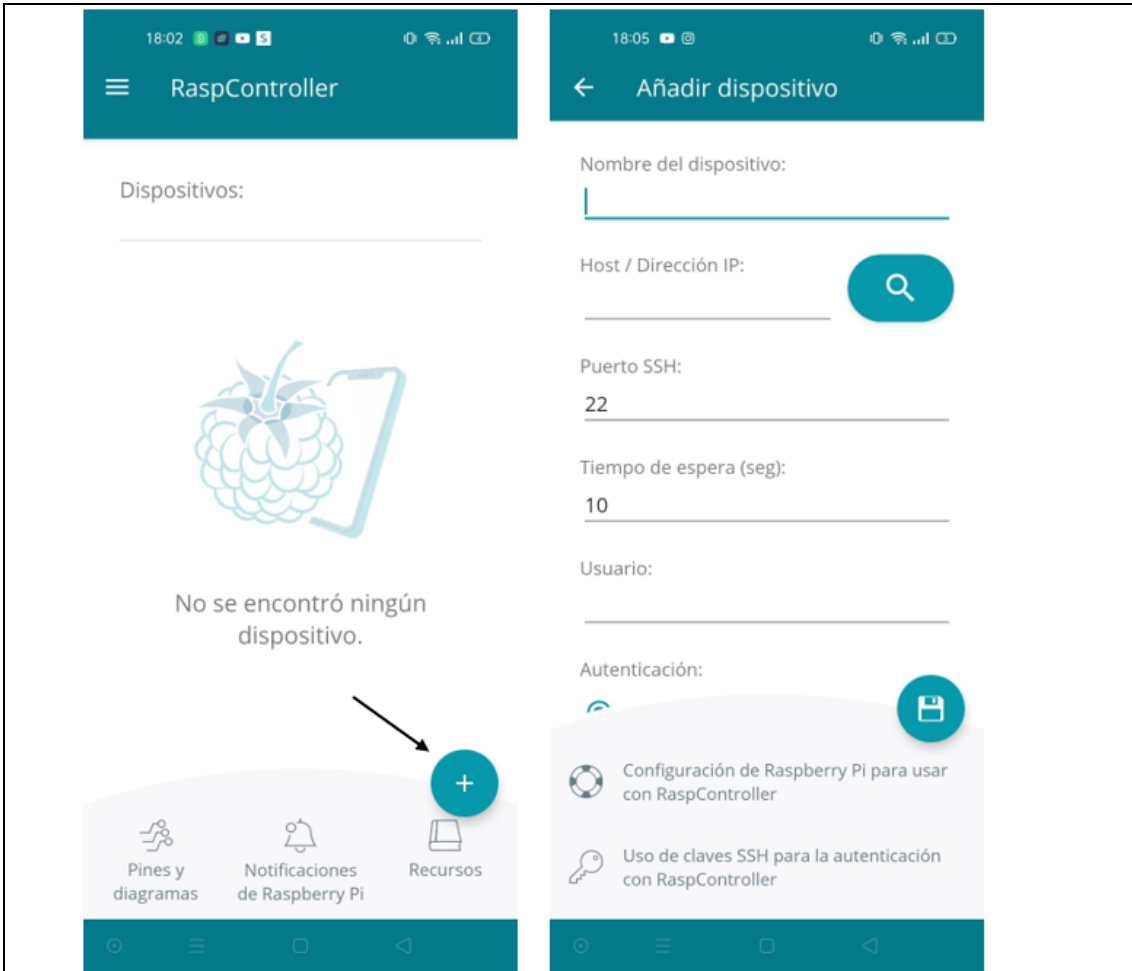 18:02
RaspController
Dispositivos:
No se encontró ningún
dispositivo.
Pines y
diagramas
Notificaciones
de Raspberry Pi
Recursos
18:05
Añadir dispositivo
Nombre del dispositivo:
Host / Dirección IP:
Puerto SSH:
22
Tiempo de espera (seg):
10
Usuario:
Autenticación:
Configuración de Raspberry Pi para usar
con RaspController
Uso de claves SSH para la autenticación
con RaspController